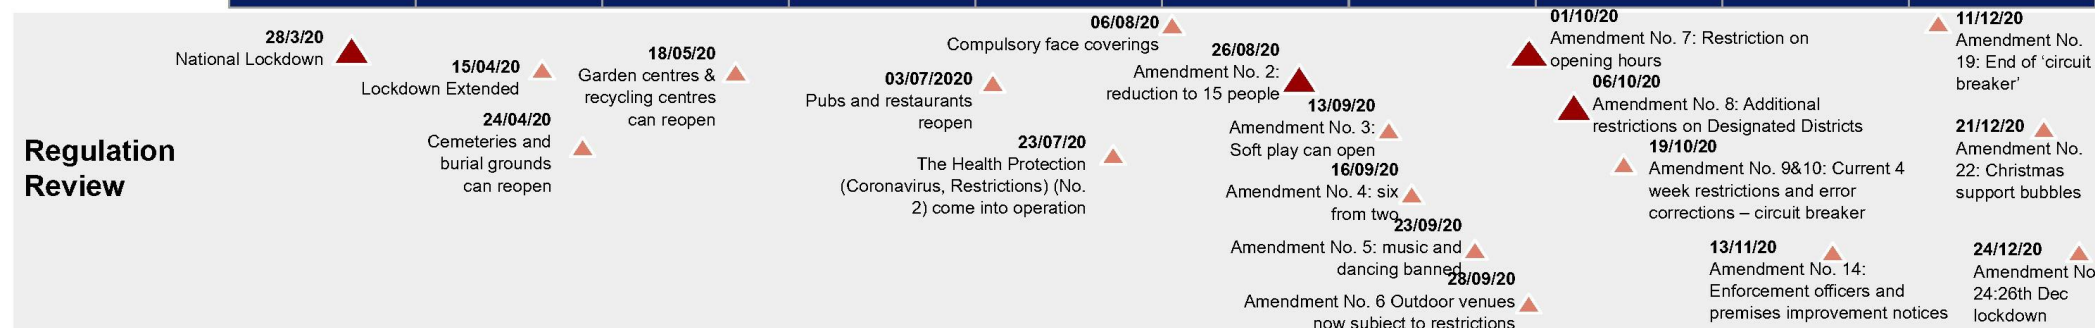 Regulation
Review
28/3/20
National Lockdown
15/04/20
Lockdown Extended
24/04/20
Cemeteries and
burial grounds
can reopen
18/05/20
Garden centres &
recycling centres
can reopen
03/07/2020
Pubs and restaurants
reopen
06/08/20
Compulsory face coverings
23/07/20
The Health Protection
(Coronavirus, Restrictions) (No.
2) come into operation
26/08/20
Amendment No. 2:
reduction to 15 people
13/09/20
Amendment No. 3:
Soft play can open
16/09/20
Amendment No. 4: six
from two
23/09/20
Amendment No. 5: music and
dancing banned
28/09/20
Amendment No. 6 Outdoor venues
now subject to restrictions
01/10/20
Amendment No. 7: Restriction on
opening hours
06/10/20
Amendment No. 8: Additional
restrictions on Designated Districts
19/10/20
Amendment No. 9&10: Current 4
week restrictions and error
corrections – circuit breaker
13/11/20
Amendment No. 14:
Enforcement officers and
premises improvement notices
11/12/20
Amendment No.
19: End of ‘circuit
breaker’
21/12/20
Amendment No.
22: Christmas
support bubbles
24/12/20
Amendment No
24:26th Dec
lockdown